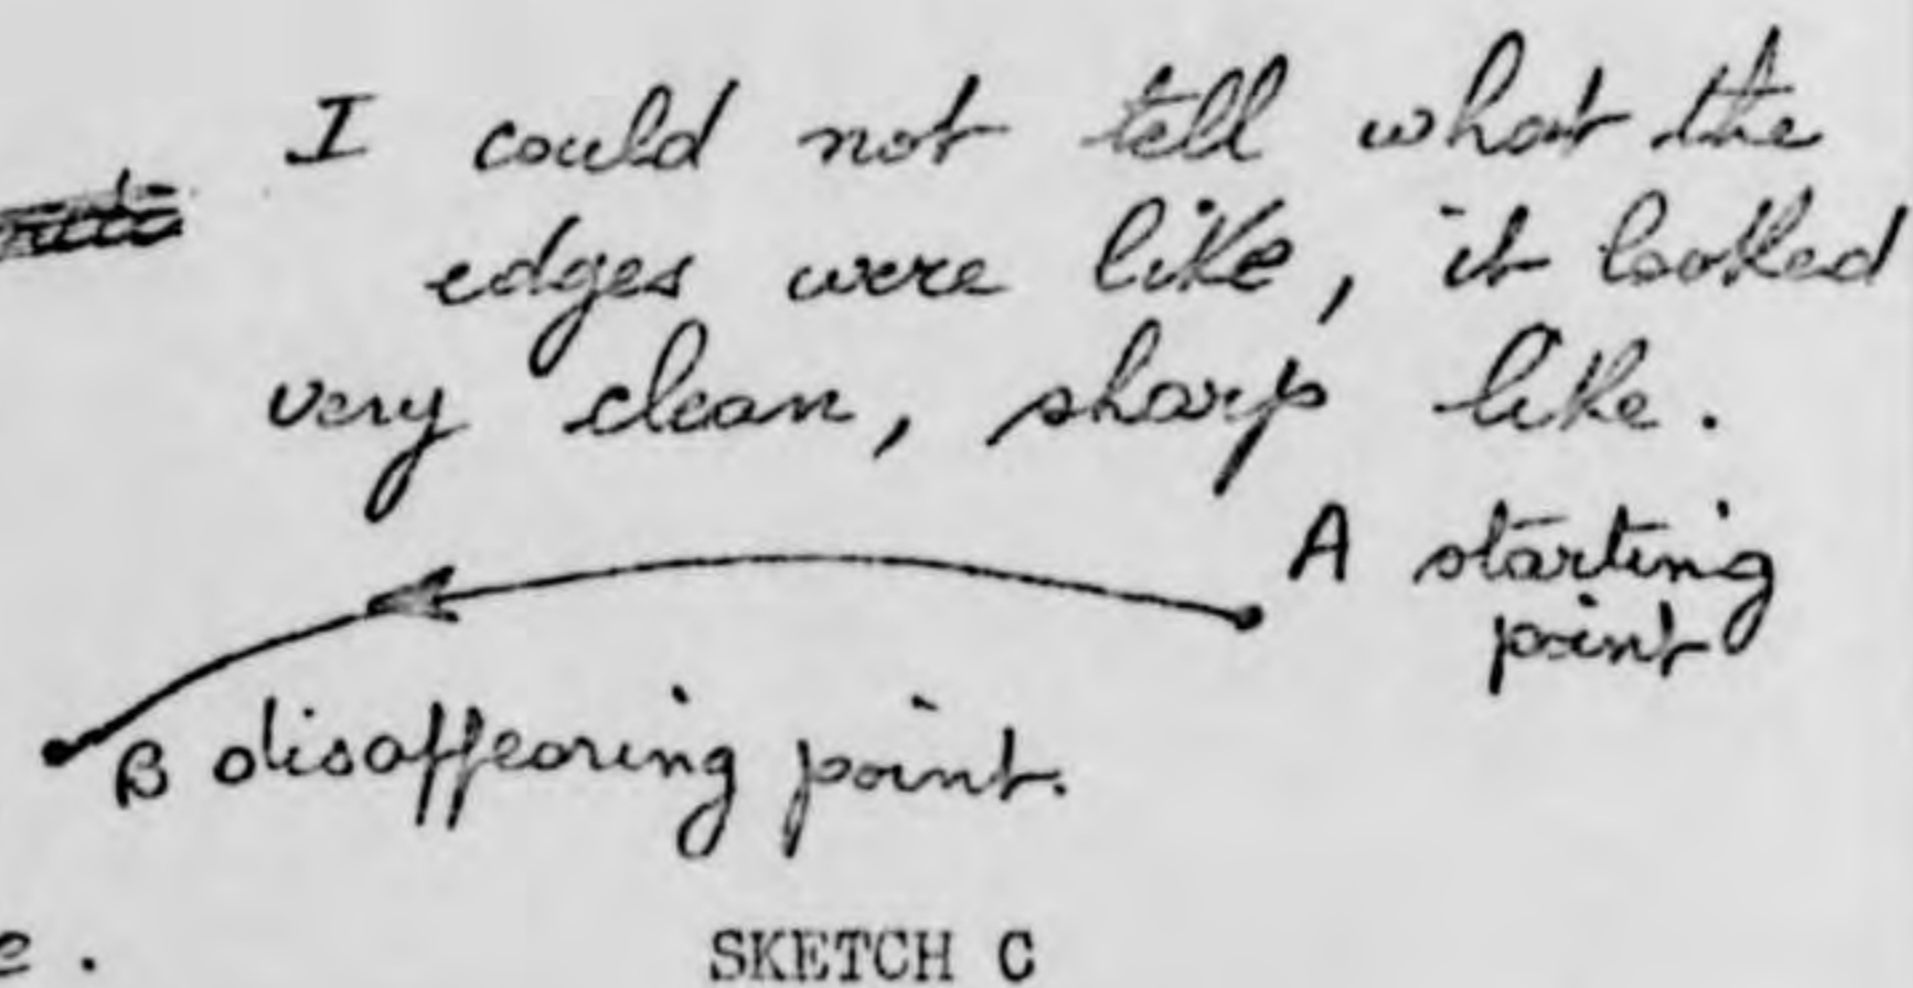 I could not tell what the
edges were like, it looked
very clean, sharp like.
A starting
point
B disappearing point.
SKETCH C